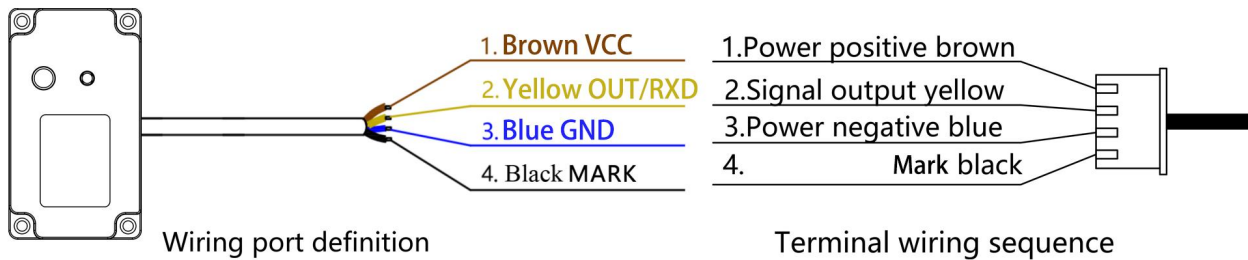 1. Brown VCC
2. Yellow OUT/RXD
3. Blue GND
4. Black MARK
Wiring port definition
1.Power positive brown
2.Signal output yellow
3.Power negative blue
4. Mark black
Terminal wiring sequence